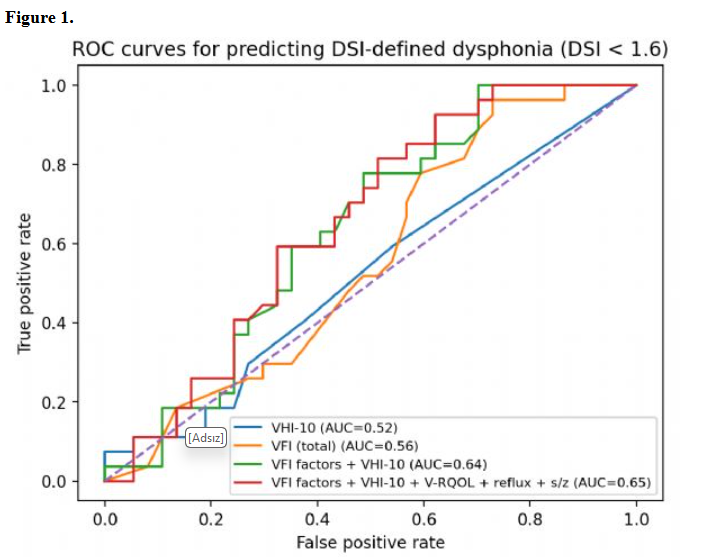 Figure 1.
ROC curves for predicting DSI-defined dysphonia (DSI < 1.6)
1.0
0.8
0.6
0.4
0.2
0.0
True positive rate
[Adsız]
VHI-10 (AUC=0.52)
VFI (total) (AUC=0.56)
VFI factors + VHI-10 (AUC=0.64)
VFI factors + VHI-10 + V-RQOL + reflux + s/z (AUC=0.65)
0.0 0.2 0.4 0.6 0.8 1.0
False positive rate